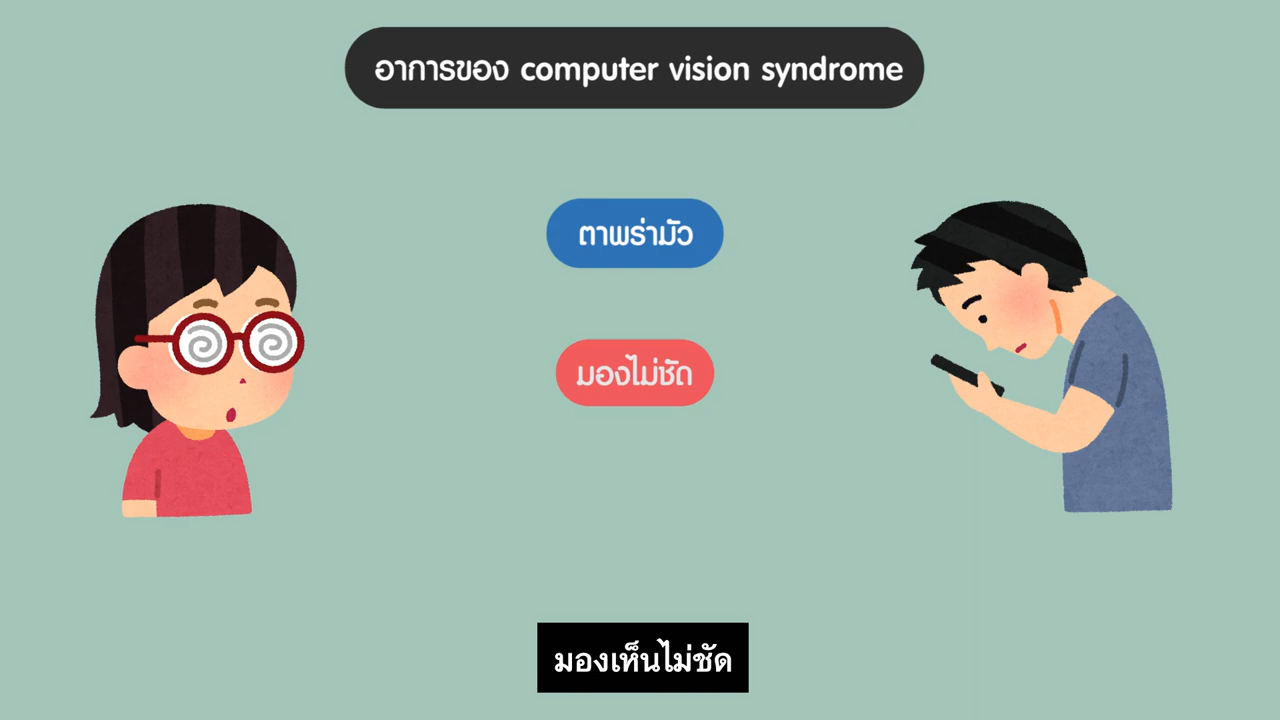 อาการของ computer vision syndrome
ตาพร่ามัว
มองไม่ชัด
มองเห็นไม่ชัด